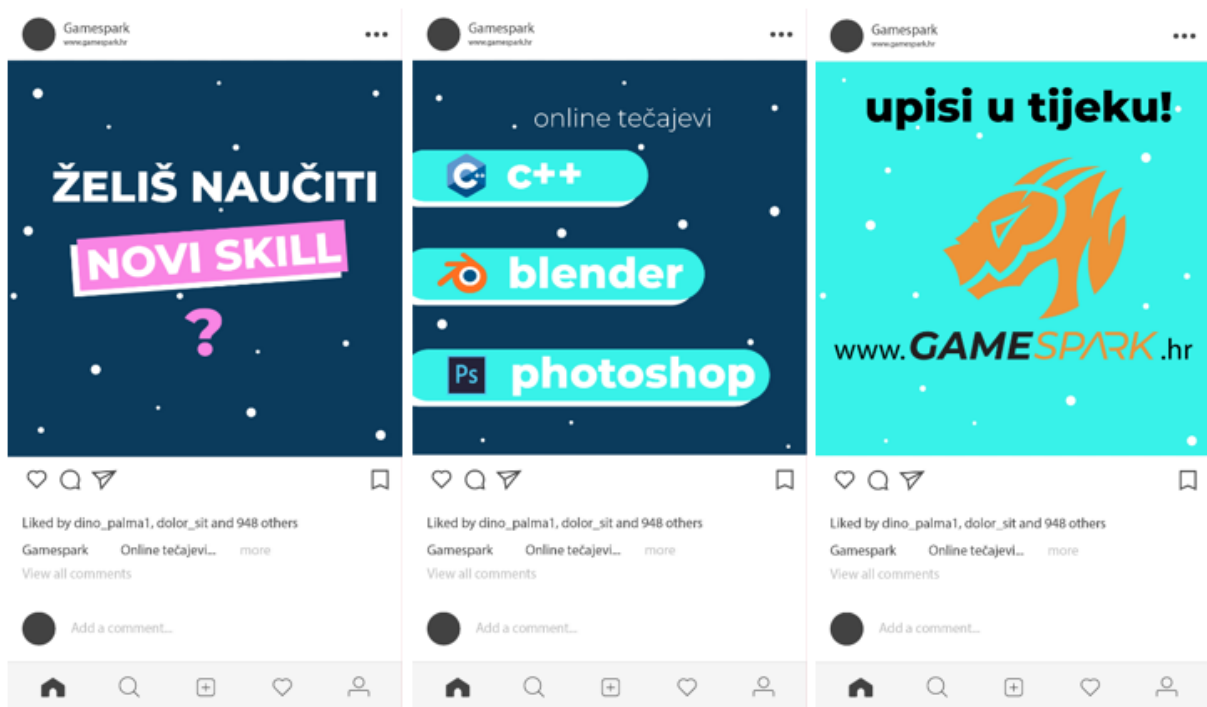 Gamespark
www.gamespark.hr
ŽELIŠ NAUČITI
NOVI SKILL
?
Liked by dino_palma1, dolor_sit and 948 others
Gamespark Online tečajevi... more
View all comments
Add a comment...
Gamespark
www.gamespark.hr
online tečajevi
C++
c++
blender
Ps
photoshop
Liked by dino_palma1, dolor_sit and 948 others
Gamespark Online tečajevi... more
View all comments
Add a comment...
Gamespark
www.gamespark.hr
upisi u tijeku!
www.GAMESPARK.hr
Liked by dino_palma1, dolor_sit and 948 others
Gamespark Online tečajevi... more
View all comments
Add a comment...